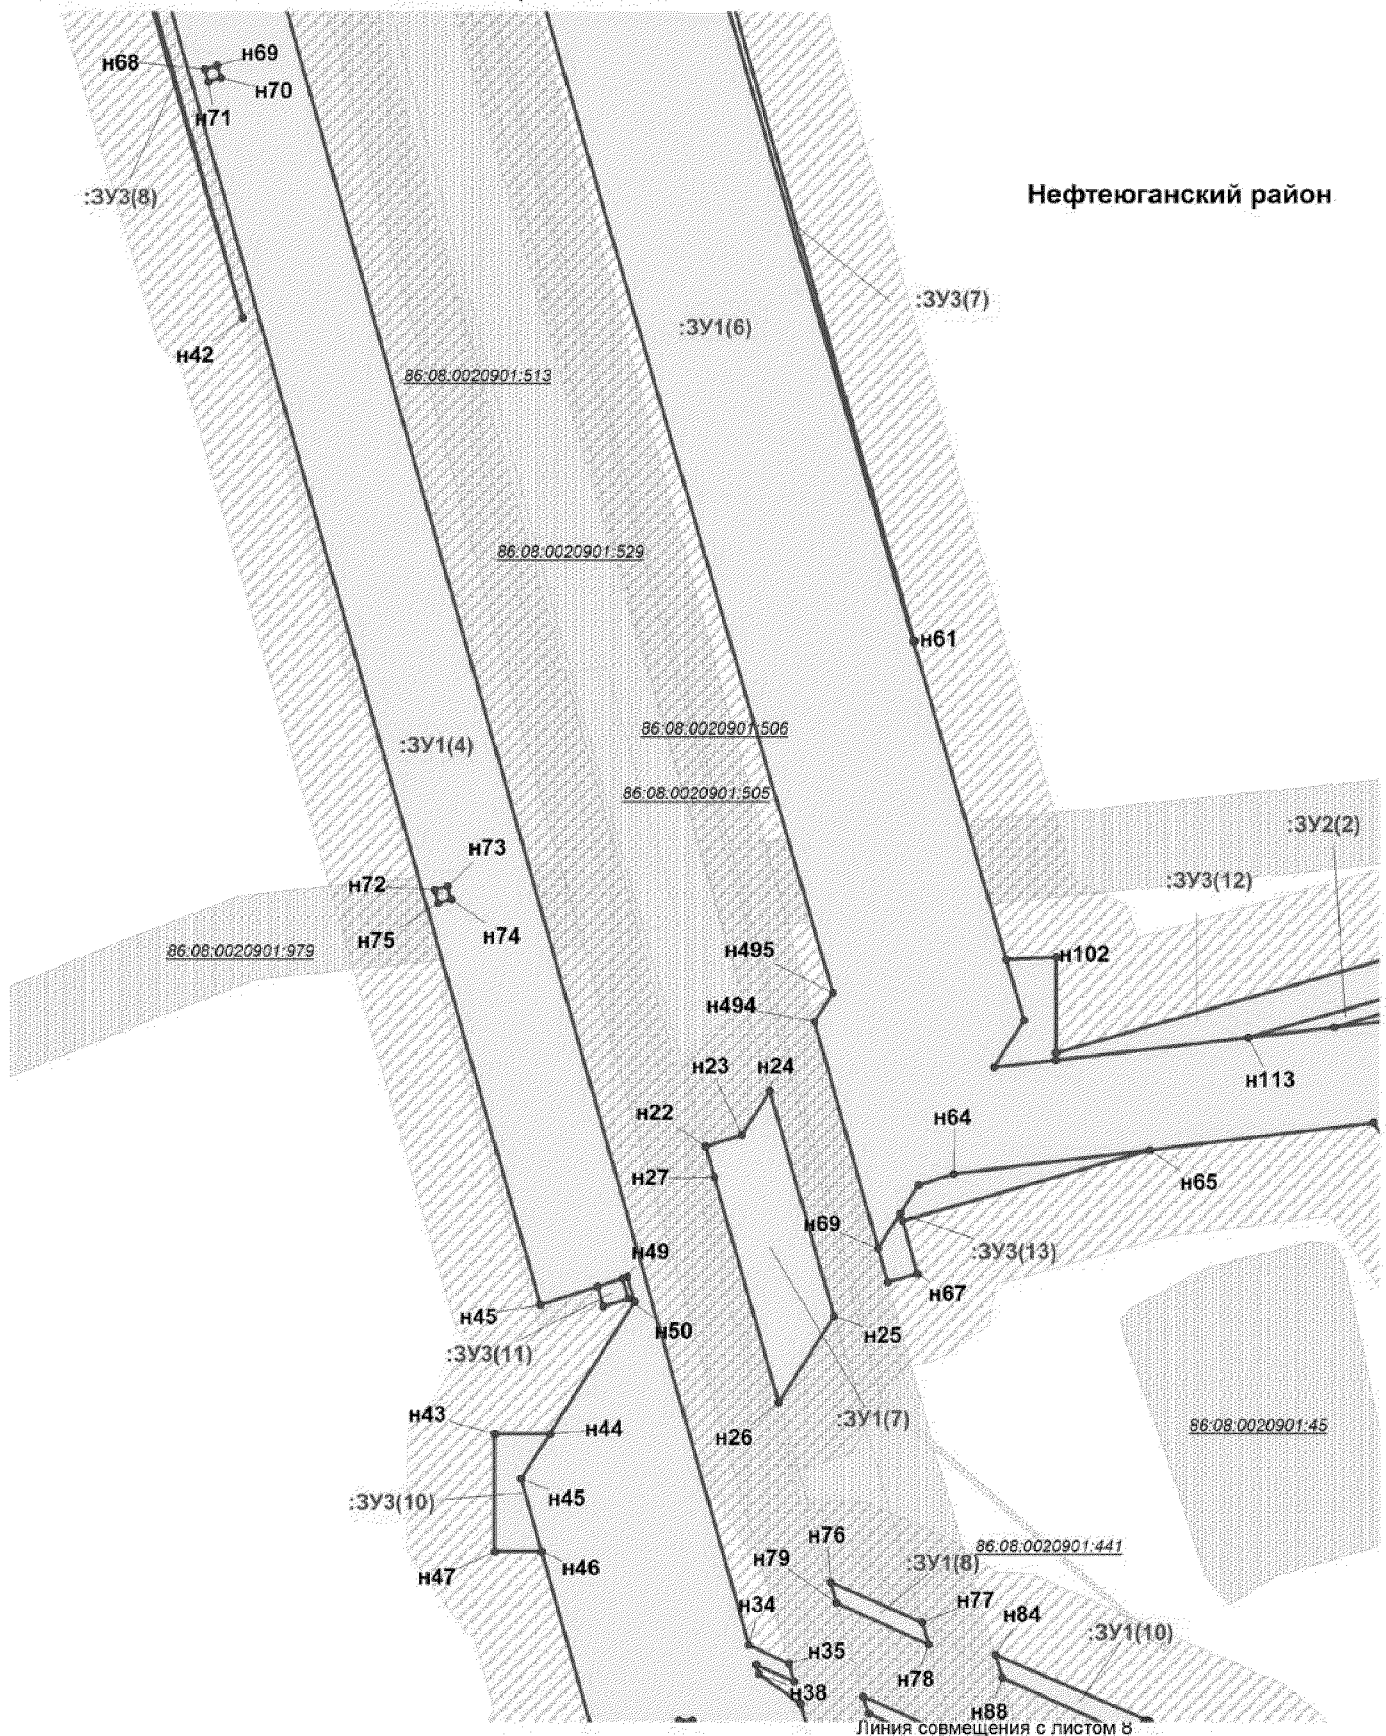 н68
н69
н70
н71
:ЗУ3(8)
Нефтеюганский район
:ЗУ3(7)
:ЗУ1(6)
н42
86:08:0020901:513
86:08:0020901:529
н61
86:08:0020901:506
:ЗУ1(4)
86:08:0020901:505
:ЗУ2(2)
н73
н72
:ЗУ3(12)
н75
н74
86:08:0020901:979
н495
н102
н494
н23
н24
н113
н22
н64
н27
н65
н69
н49
:ЗУ3(13)
н67
н45
н50
н25
:ЗУ3(11)
н43
н44
н26
:ЗУ1(7)
86:08:0020901:45
:ЗУ3(10)
н45
н76
86:08:0020901:441
н79
:ЗУ1(8)
н47
н46
н34
н77
н84
:ЗУ1(10)
н35
н78
н38
н88
Линия совмещения с листом 8